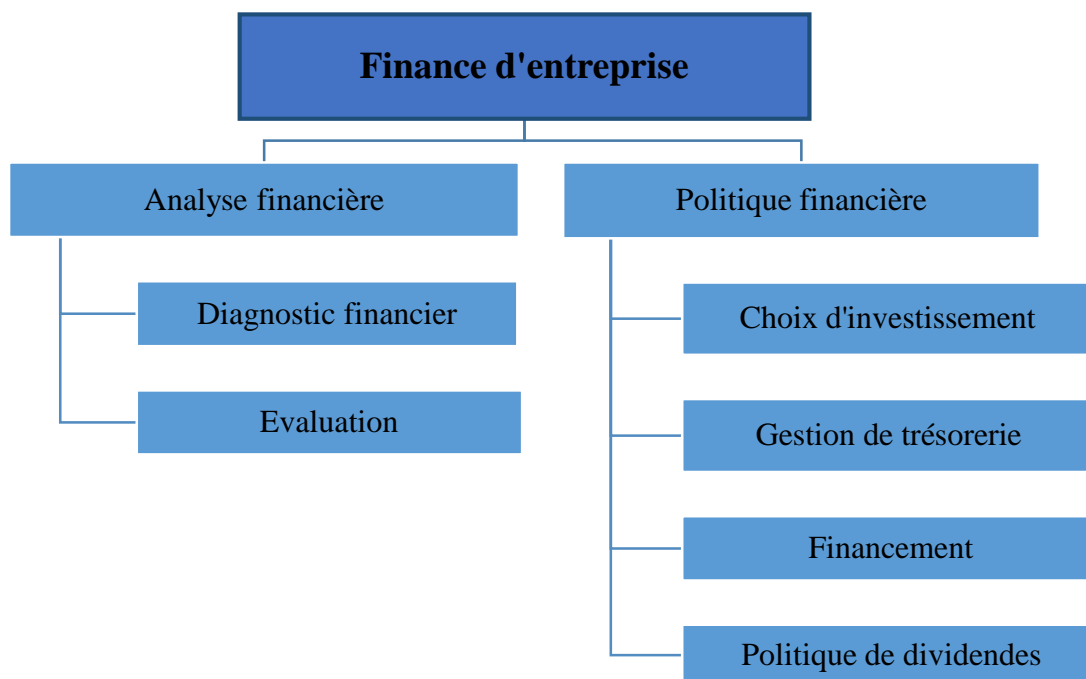 Finance d'entreprise
Analyse financière
Diagnostic financier
Evaluation
Politique financière
Choix d'investissement
Gestion de trésorerie
Financement
Politique de dividendes